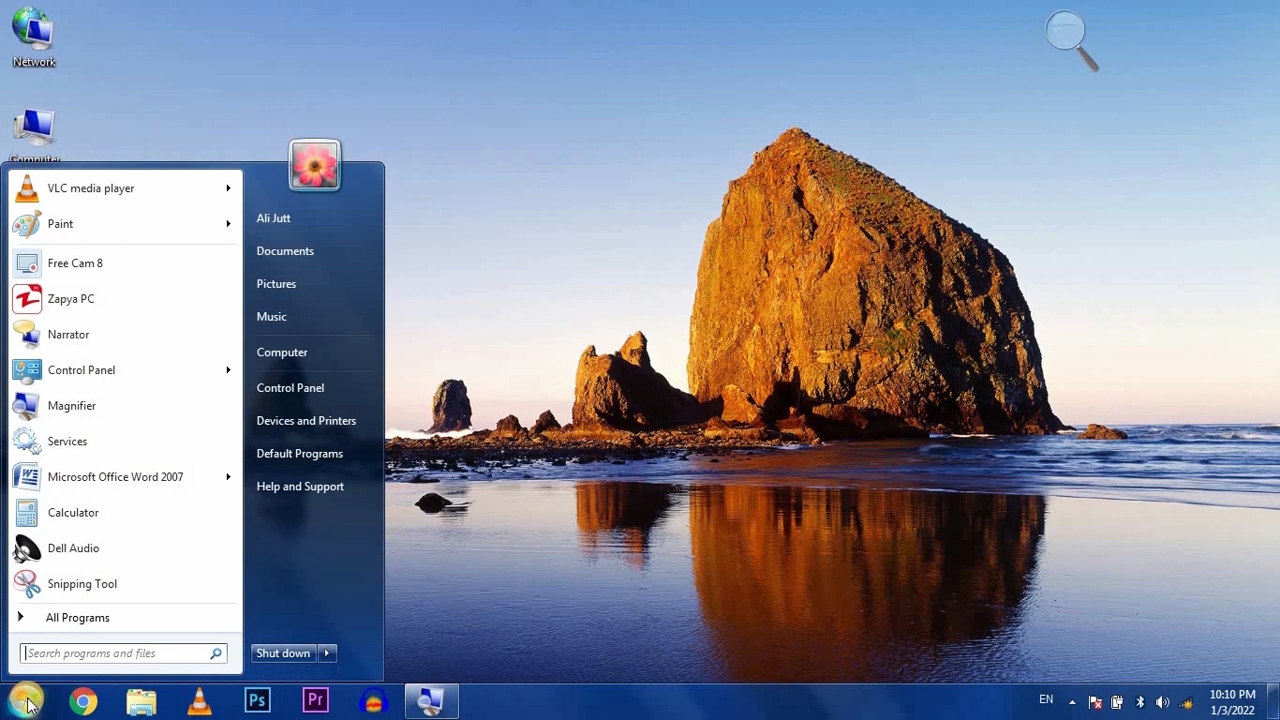 Network
Computer
VLC media player
Paint
Free Cam 8
Zapya PC
Narrator
Control Panel
Magnifier
Services
Microsoft Office Word 2007
Calculator
Dell Audio
Snipping Tool
All Programs
Search programs and files
Ali Jutt
Documents
Pictures
Music
Computer
Control Panel
Devices and Printers
Default Programs
Help and Support
Shut down
Ps
Pr
EN
10:10 PM
1/3/2022